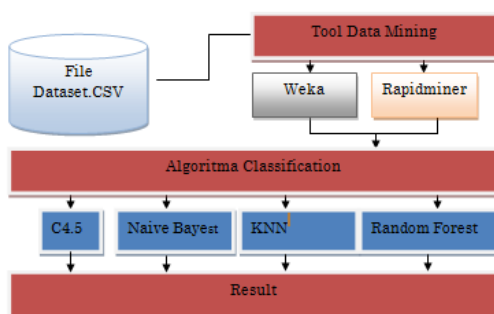 Tool Data Mining
File
Dataset.CSV
Weka
Rapidminer
Algoritma Classification
C4.5
Naive Bayest
KNN
Random Forest
Result